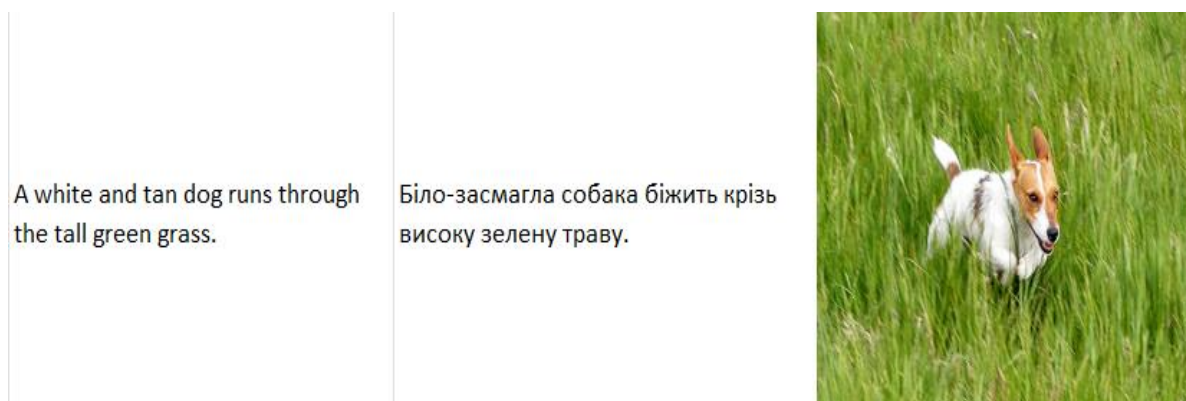 A white and tan dog runs through
the tall green grass.
Біло-засмагла собака біжить крізь
високу зелену траву.